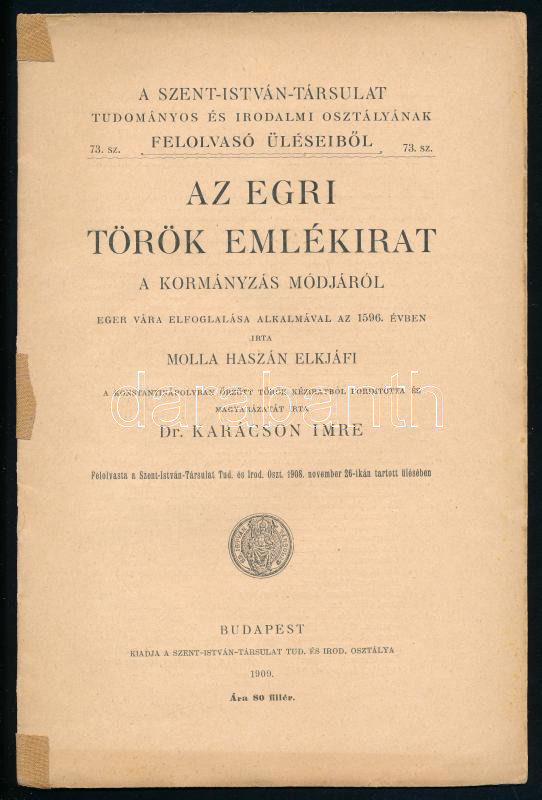 A SZENT-ISTVÁN-TÁRSULAT
TUDOMÁNYOS ÉS IRODALMI OSZTÁLYÁNAK
73. sz. FELOLVASÓ ÜLÉSEIBŐL 73. sz.
AZ EGRI
TÖRÖK EMLÉKIRAT
A KORMÁNYZÁS MÓDJÁRÓL
EGER VÁRA ELFOGLALÁSA ALKALMÁVAL AZ 1596. ÉVBEN
IRTA
MOLLA HASZÁN ELKJÁFI
darabanth
A KONSTANTINÁPOLYBAN ŐRZÖTT TÖRÖK KÉZIRATBÓL FORDÍTOTTA ÉS
MAGYARÁZATÁT IRTA
Dr. KARÁCSON IMRE
Felolvasta a Szent-István-Társulat Tud. és Irod. Oszt. 1908. november 26-ikán tartott ülésében
BUDAPEST
KIADJA A SZENT-ISTVÁN-TÁRSULAT TUD. ÉS IROD. OSZTÁLYA
1909.
Ára 80 fillér.